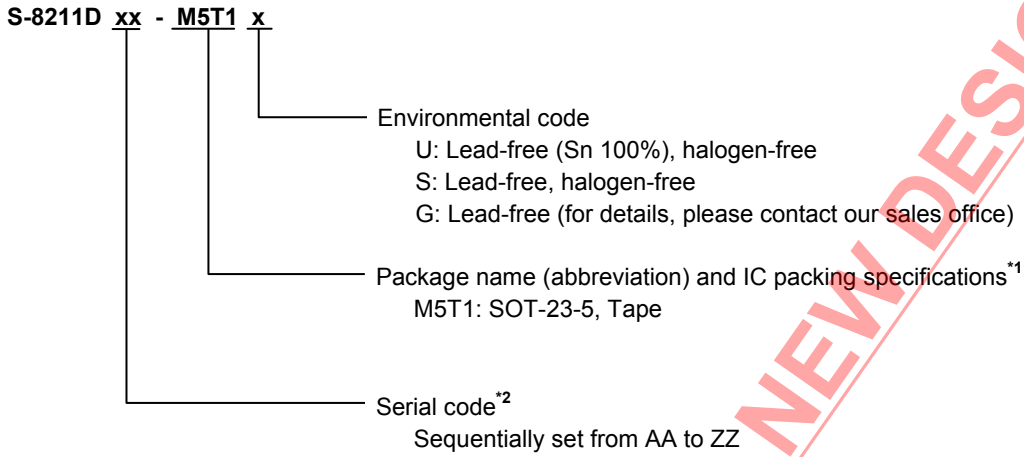 S-8211D xx - M5T1 x
Environmental code
U: Lead-free (Sn 100%), halogen-free
S: Lead-free, halogen-free
G: Lead-free (for details, please contact our sales office)
Package name (abbreviation) and IC packing specifications*1
M5T1: SOT-23-5, Tape
Serial code*2
Sequentially set from AA to ZZ
NEW DESIG